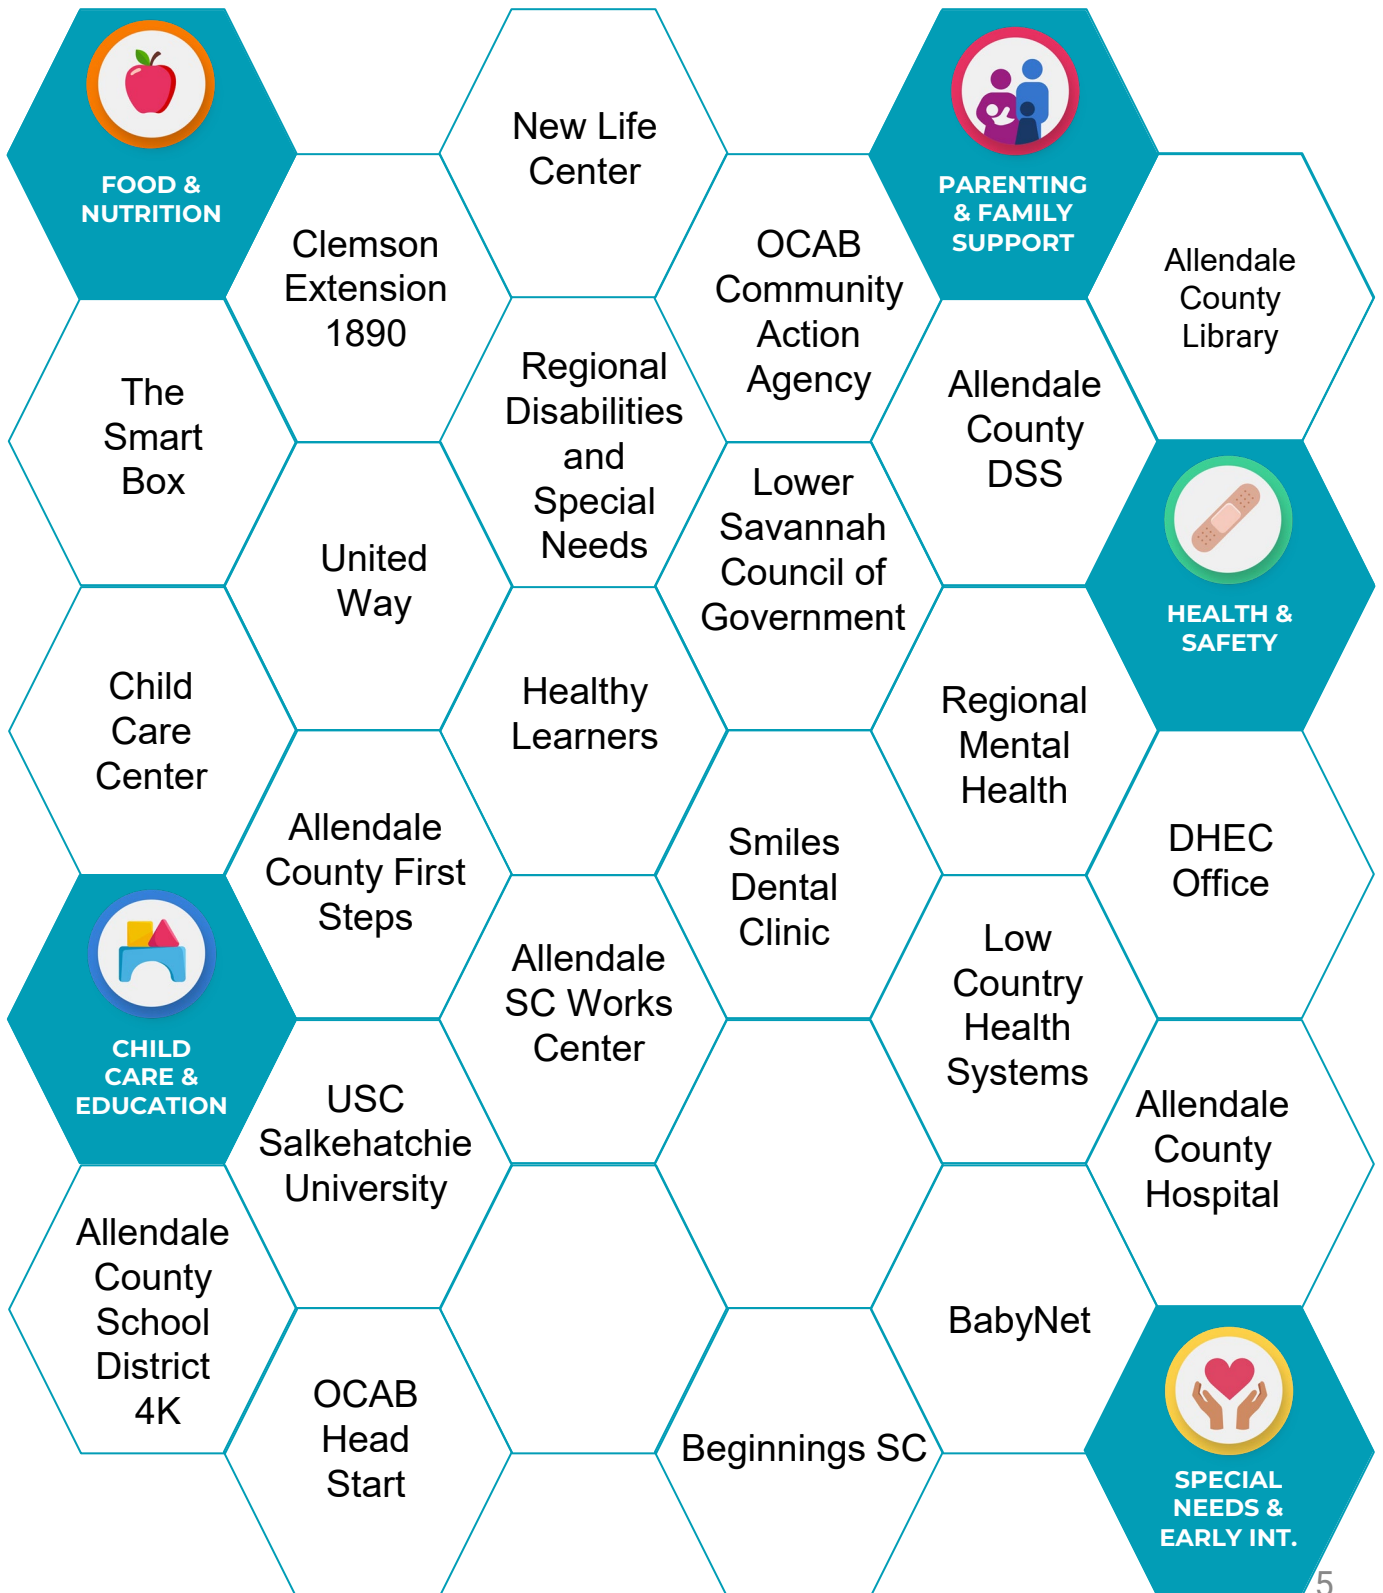 FOOD &
NUTRITION
New Life
Center
PARENTING
& FAMILY
SUPPORT
Clemson
Extension
1890
OCAB
Community
Action
Agency
Allendale
County
Library
The
Smart
Box
Regional
Disabilities
and
Special
Needs
Allendale
County
DSS
United
Way
Lower
Savannah
Council of
Government
HEALTH &
SAFETY
Child
Care
Center
Healthy
Learners
Regional
Mental
Health
Allendale
County First
Steps
Smiles
Dental
Clinic
DHEC
Office
CHILD
CARE &
EDUCATION
Allendale
SC Works
Center
Low
Country
Health
Systems
USC
Salkehatchie
University
Allendale
County
Hospital
Allendale
County
School
District
4K
BabyNet
OCAB
Head
Start
Beginnings SC
SPECIAL
NEEDS &
EARLY INT.
5